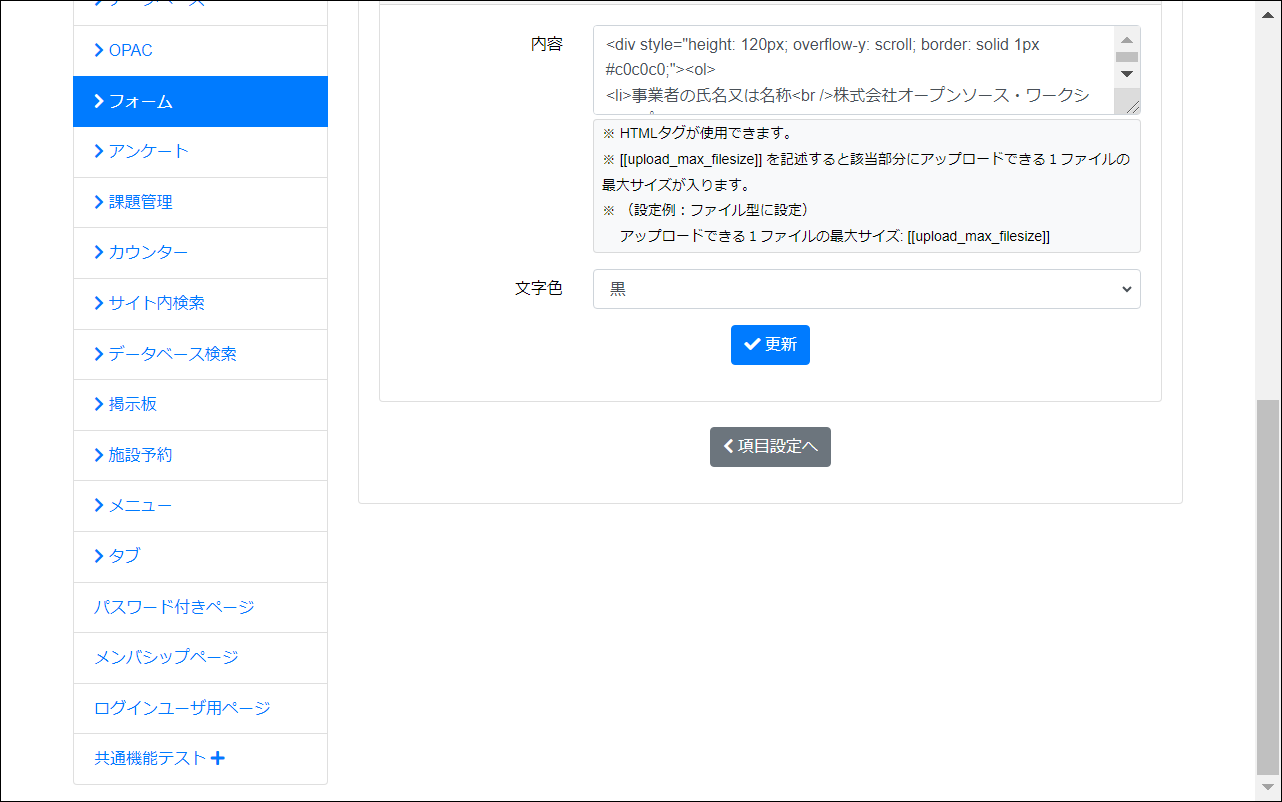 OPAC
フォーム
アンケート
課題管理
カウンター
サイト内検索
データベース検索
掲示板
施設予約
メニュー
タブ
パスワード付きページ
メンバシップページ
ログインユーザ用ページ
共通機能テスト
内容
<div style="height: 120px; overflow-y: scroll; border: solid 1px
#c0c0c0;"><ol>
<li>事業者の氏名又は名称<br />株式会社オープンソース・ワークシ
※ HTMLタグが使用できます。
※ [[upload_max_filesize]] を記述すると該当部分にアップロードできる１ファイルの
最大サイズが入ります。
※ （設定例：ファイル型に設定）
アップロードできる１ファイルの最大サイズ: [[upload_max_filesize]]
文字色
黒
更新
項目設定へ